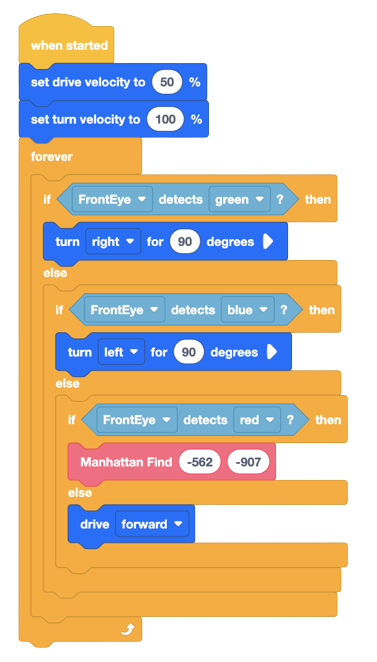 when started
set drive velocity to 50 %
set turn velocity to 100 %
forever
if FrontEye detects green ? then
turn right for 90 degrees
else
if FrontEye detects blue ? then
turn left for 90 degrees
else
if FrontEye detects red ? then
Manhattan Find -562 -907
else
drive forward